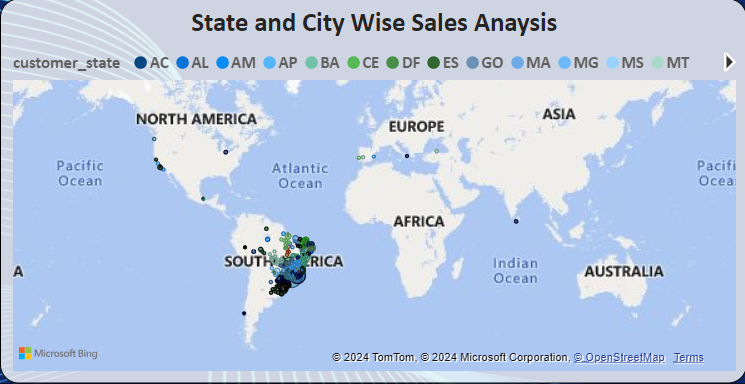 State and City Wise Sales Anaysis
customer_state AC AL AM AP BA CE DF ES GO MA MG MS MT
NORTH AMERICA
EUROPE
ASIA
Pacific
Ocean
Atlantic
Ocean
Pacifi
Ocea
AFRICA
SOUTH AMERICA
Indian
Ocean
A
AUSTRALIA
Microsoft Bing
© 2024 TomTom, © 2024 Microsoft Corporation, © OpenStreetMap Terms